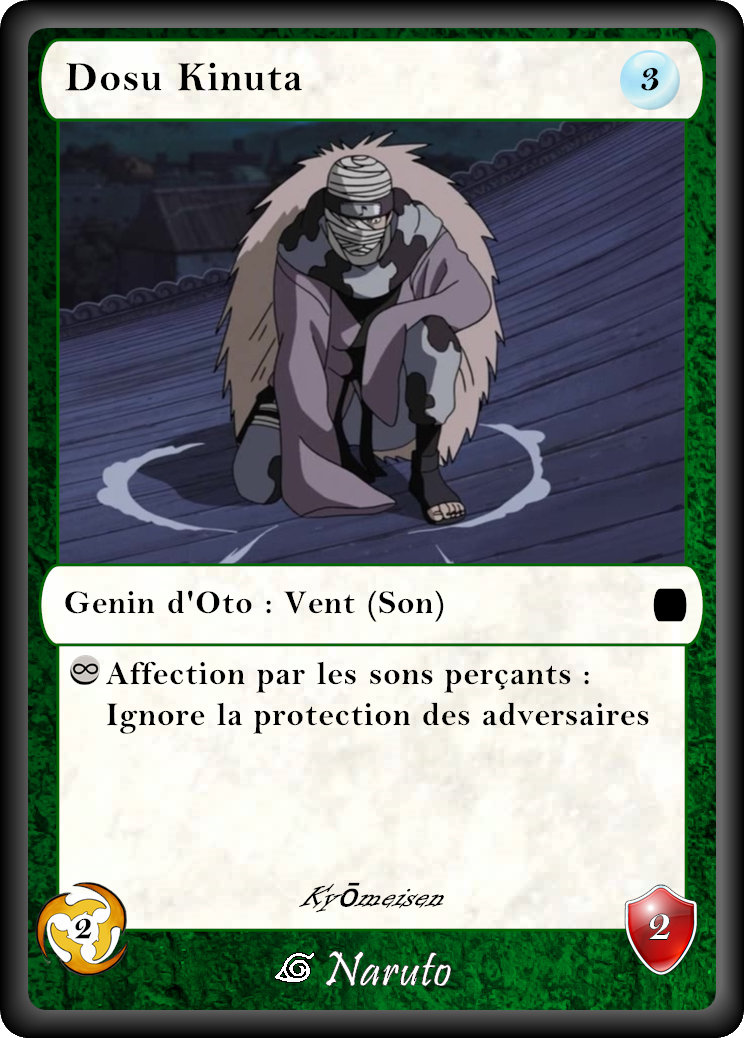 Dosu Kinuta
3
Genin d'Oto : Vent (Son)
∞ Affection par les sons perçants :
Ignore la protection des adversaires
Kyōmeisen
2
2
Naruto